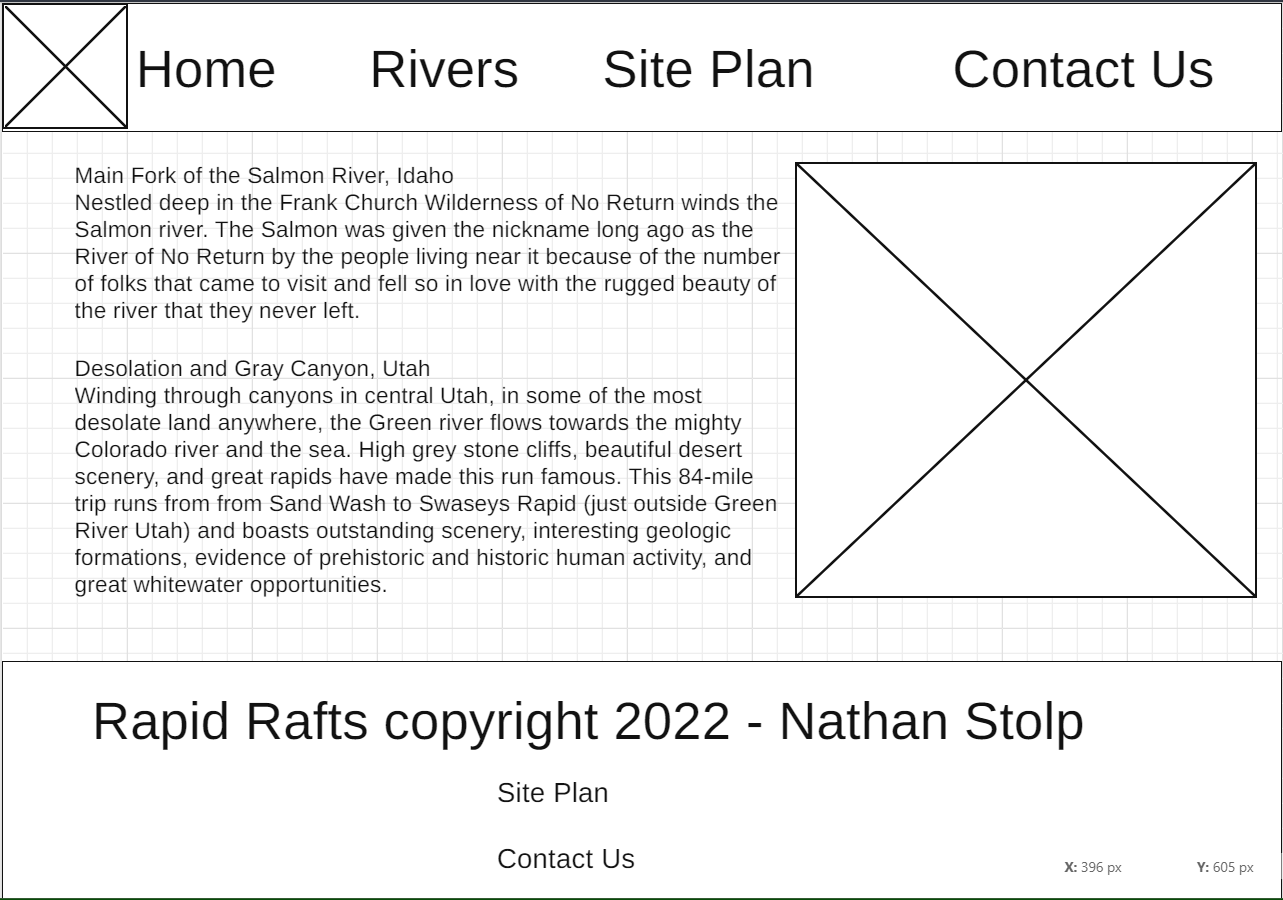 Home Rivers Site Plan Contact Us
Main Fork of the Salmon River, Idaho
Nestled deep in the Frank Church Wilderness of No Return winds the
Salmon river. The Salmon was given the nickname long ago as the
River of No Return by the people living near it because of the number
of folks that came to visit and fell so in love with the rugged beauty of
the river that they never left.
Desolation and Gray Canyon, Utah
Winding through canyons in central Utah, in some of the most
desolate land anywhere, the Green river flows towards the mighty
Colorado river and the sea. High grey stone cliffs, beautiful desert
scenery, and great rapids have made this run famous. This 84-mile
trip runs from from Sand Wash to Swaseys Rapid (just outside Green
River Utah) and boasts outstanding scenery, interesting geologic
formations, evidence of prehistoric and historic human activity, and
great whitewater opportunities.
Rapid Rafts copyright 2022 - Nathan Stolp
Site Plan
Contact Us
X: 396 px Y: 605 px